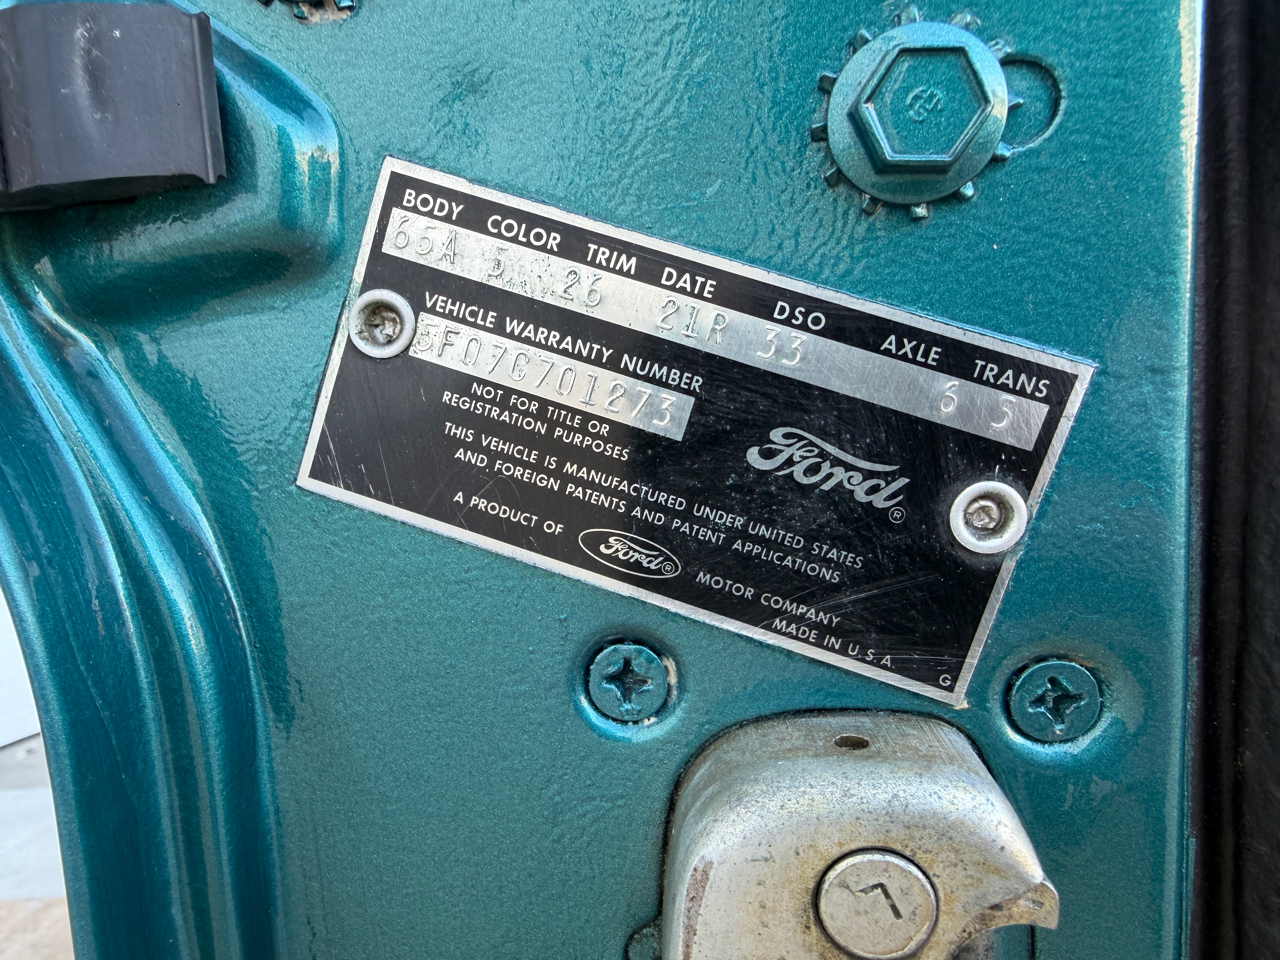 BODY COLOR TRIM DATE DSO AXLE TRANS
65A 5 26 21R 33 6 5
VEHICLE WARRANTY NUMBER
5F07C701273
NOT FOR TITLE OR
REGISTRATION PURPOSES
Ford®
THIS VEHICLE IS MANUFACTURED UNDER UNITED STATES
AND FOREIGN PATENTS AND PATENT APPLICATIONS
A PRODUCT OF Ford® MOTOR COMPANY
MADE IN U.S.A.
G